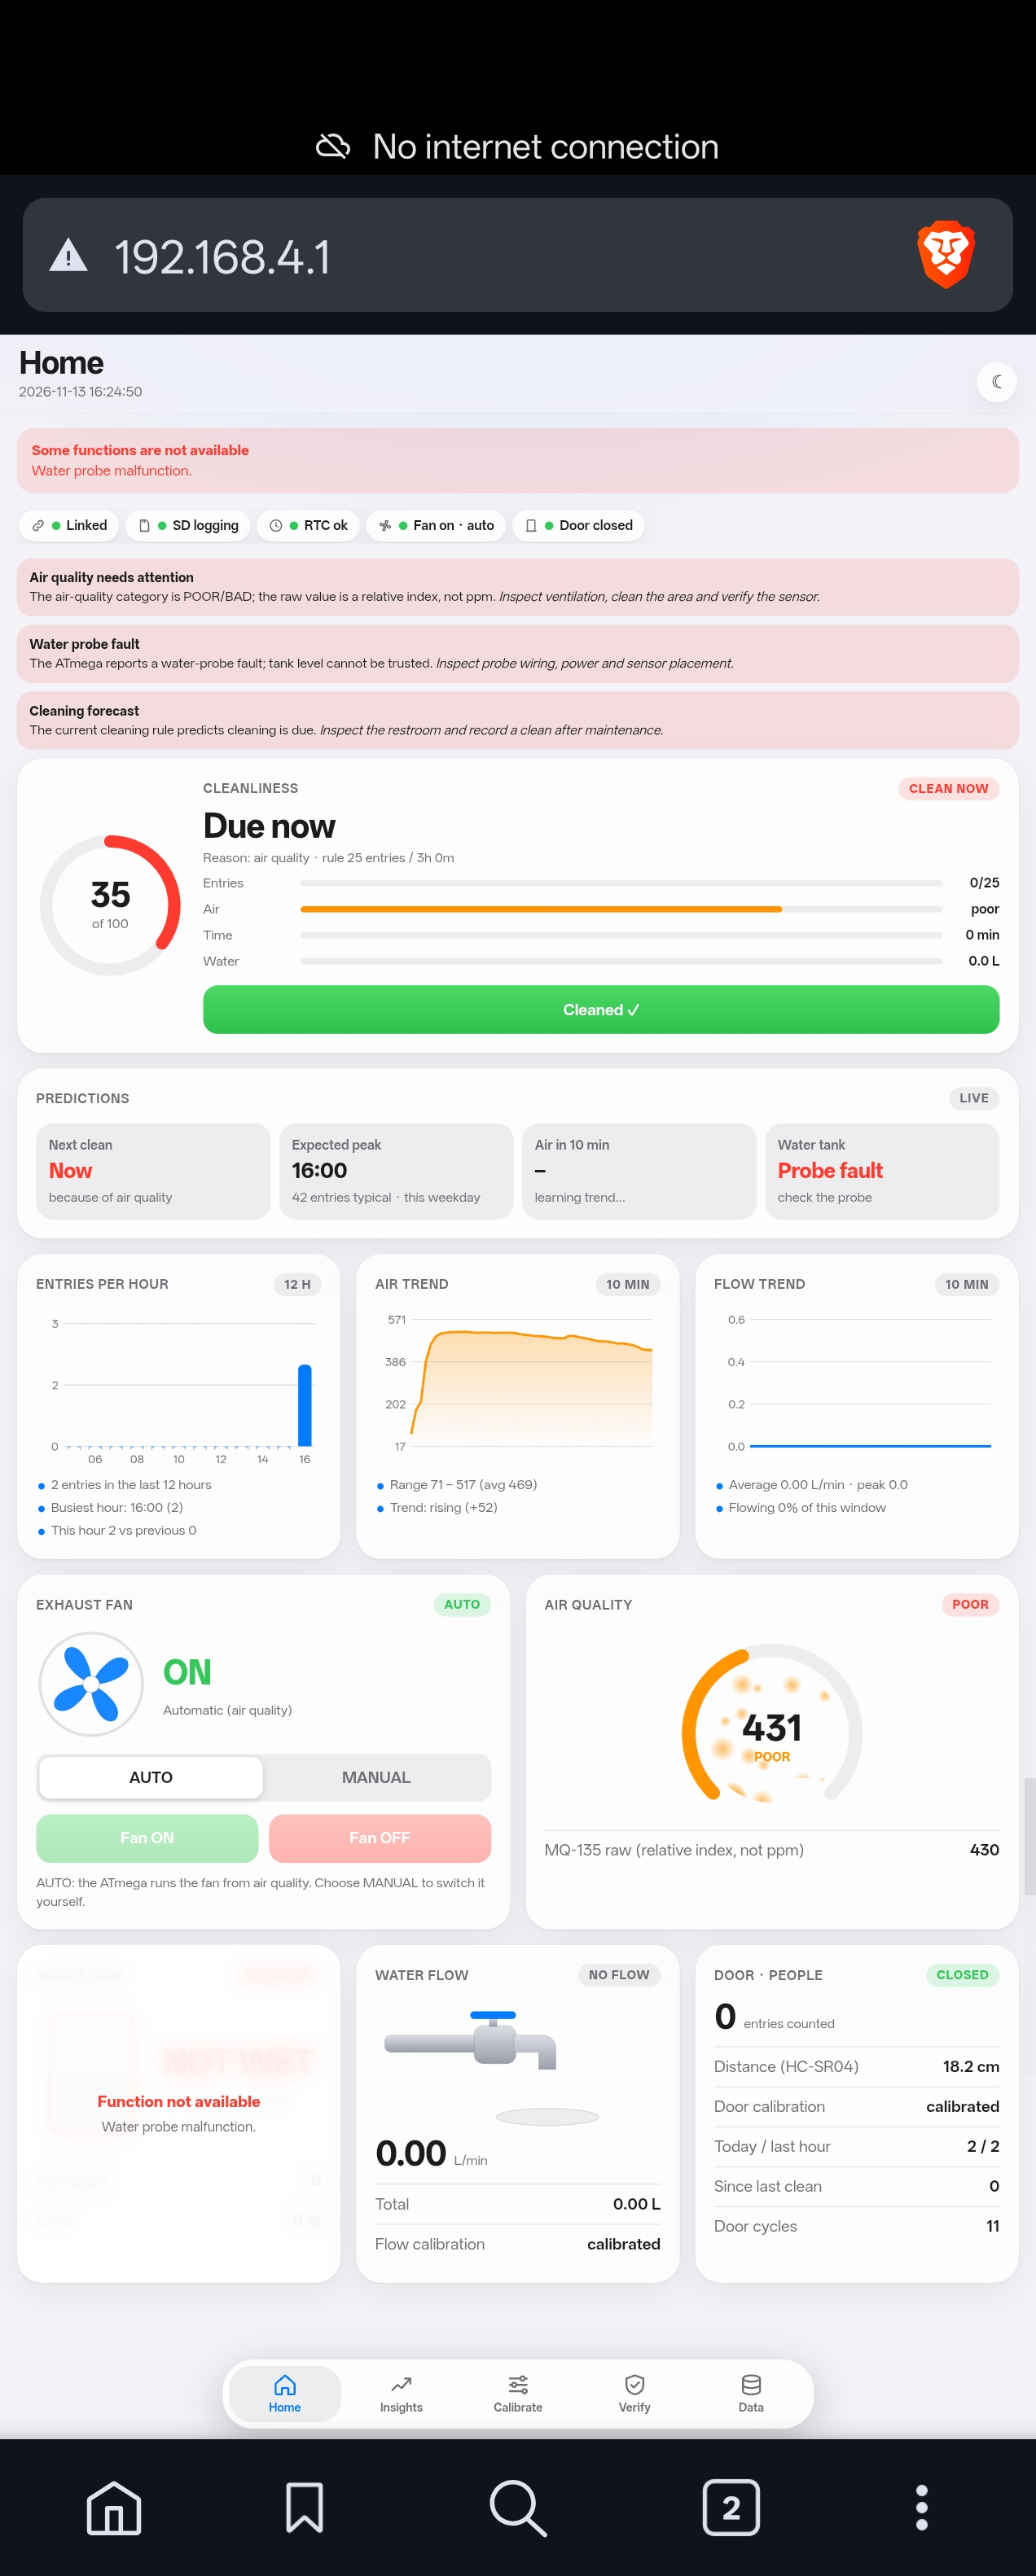 No internet connection
192.168.4.1
Home
2026-11-13 16:24:50
Some functions are not available
Water probe malfunction.
Linked
SD logging
RTC ok
Fan on · auto
Door closed
Air quality needs attention
The air-quality category is POOR/BAD; the raw value is a relative index, not ppm. Inspect ventilation, clean the area and verify the sensor.
Water probe fault
The ATmega reports a water-probe fault; tank level cannot be trusted. Inspect probe wiring, power and sensor placement.
Cleaning forecast
The current cleaning rule predicts cleaning is due. Inspect the restroom and record a clean after maintenance.
CLEANLINESS
CLEAN NOW
Due now
Reason: air quality · rule 25 entries / 3h 0m
35
of 100
Entries 0/25
Air poor
Time 0 min
Water 0.0 L
Cleaned ✓
PREDICTIONS
LIVE
Next clean
Now
because of air quality
Expected peak
16:00
42 entries typical · this weekday
Air in 10 min
–
learning trend...
Water tank
Probe fault
check the probe
ENTRIES PER HOUR
12 H
3
2
0
06 08 10 12 14 16
2 entries in the last 12 hours
Busiest hour: 16:00 (2)
This hour 2 vs previous 0
AIR TREND
10 MIN
571
386
202
17
Range 71 – 517 (avg 469)
Trend: rising (+52)
FLOW TREND
10 MIN
0.6
0.4
0.2
0.0
Average 0.00 L/min · peak 0.0
Flowing 0% of this window
EXHAUST FAN
AUTO
ON
Automatic (air quality)
AUTO
MANUAL
Fan ON
Fan OFF
AUTO: the ATmega runs the fan from air quality. Choose MANUAL to switch it
yourself.
AIR QUALITY
POOR
431
POOR
MQ-135 raw (relative index, not ppm) 430
WATER TANK
NOT WET
Function not available
Water probe malfunction.
0
0 %
WATER FLOW
NO FLOW
0.00 L/min
Total 0.00 L
Flow calibration calibrated
DOOR · PEOPLE
CLOSED
0 entries counted
Distance (HC-SR04) 18.2 cm
Door calibration calibrated
Today / last hour 2 / 2
Since last clean 0
Door cycles 11
Home
Insights
Calibrate
Verify
Data
2